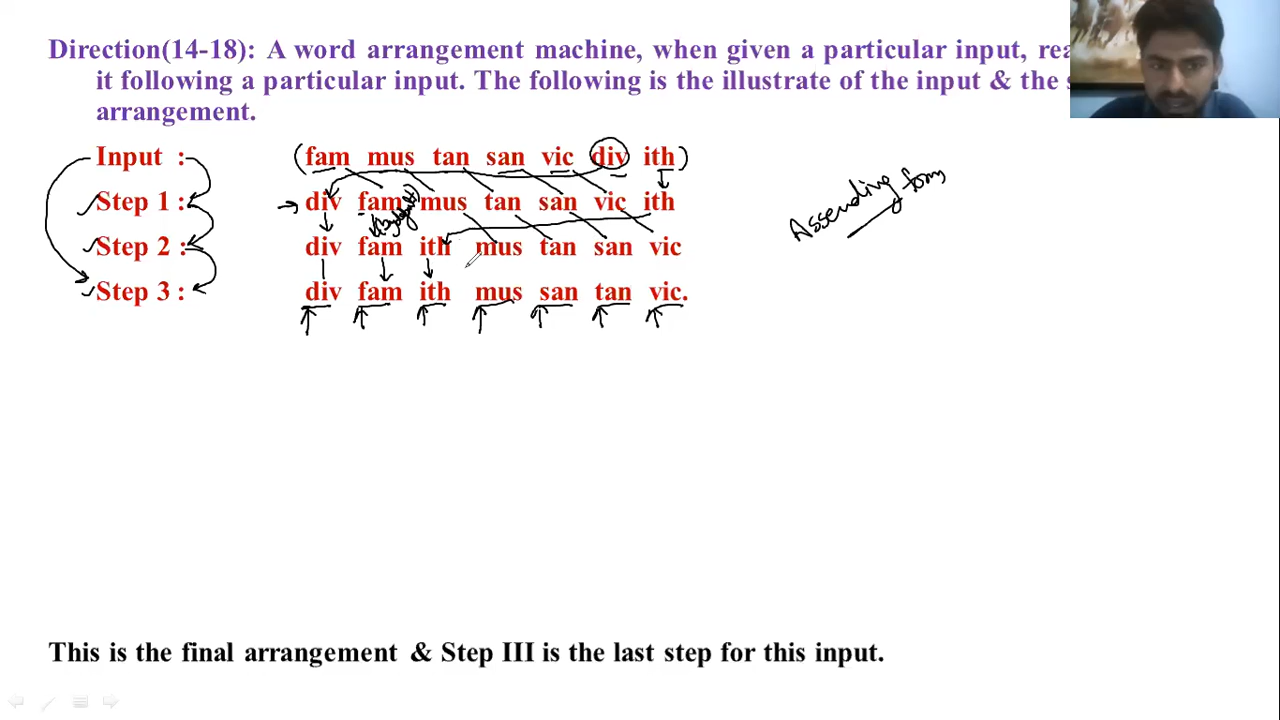 Direction(14-18): A word arrangement machine, when given a particular input,
it following a particular input. The following is the illustrate of the input & the
arrangement.
Input : (fam mus tan san vic div ith)
Step 1 : div fam mus tan san vic ith
Step 2 : div fam ith mus tan san vic
Step 3 : div fam ith mus san tan vic.
Assending form
This is the final arrangement & Step III is the last step for this input.